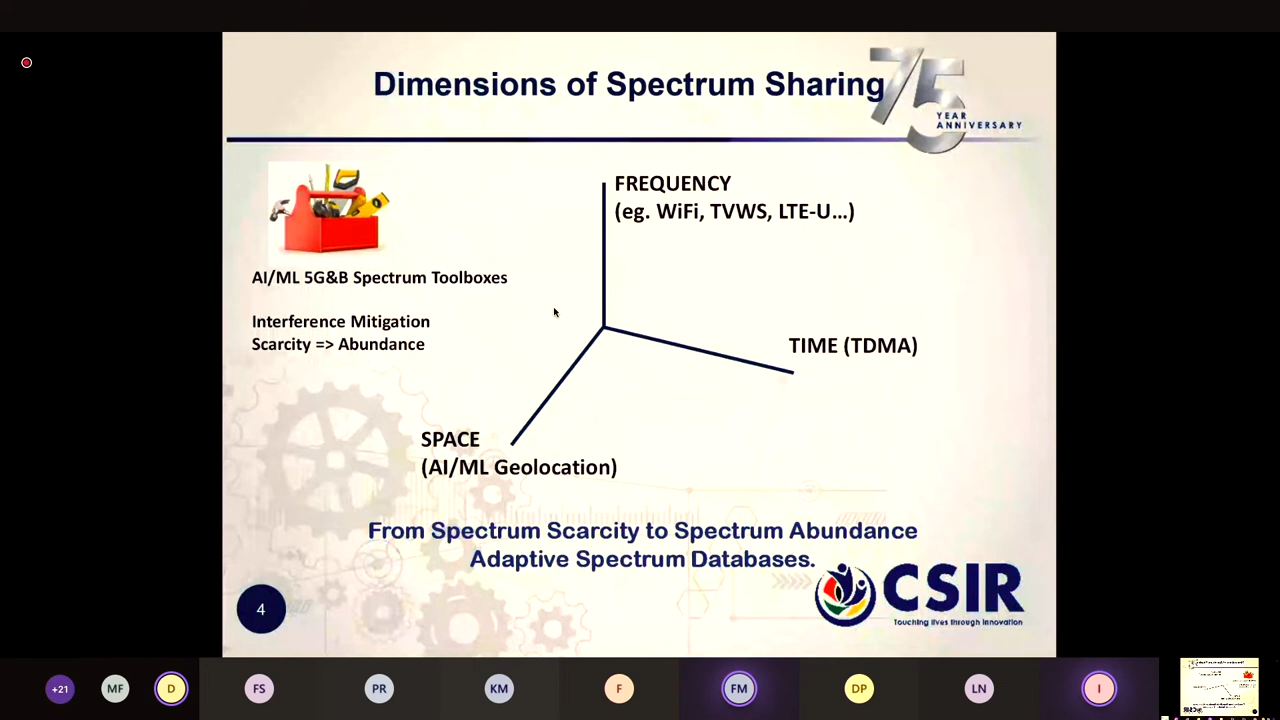 Dimensions of Spectrum Sharing
75
YEAR
ANNIVERSARY
FREQUENCY
(eg. WiFi, TVWS, LTE-U...)
AI/ML 5G&B Spectrum Toolboxes
Interference Mitigation
Scarcity => Abundance
TIME (TDMA)
SPACE
(AI/ML Geolocation)
From Spectrum Scarcity to Spectrum Abundance
Adaptive Spectrum Databases.
CSIR
Touching lives through innovation
4
+21
MF
D
FS
PR
KM
F
FM
DP
LN
I